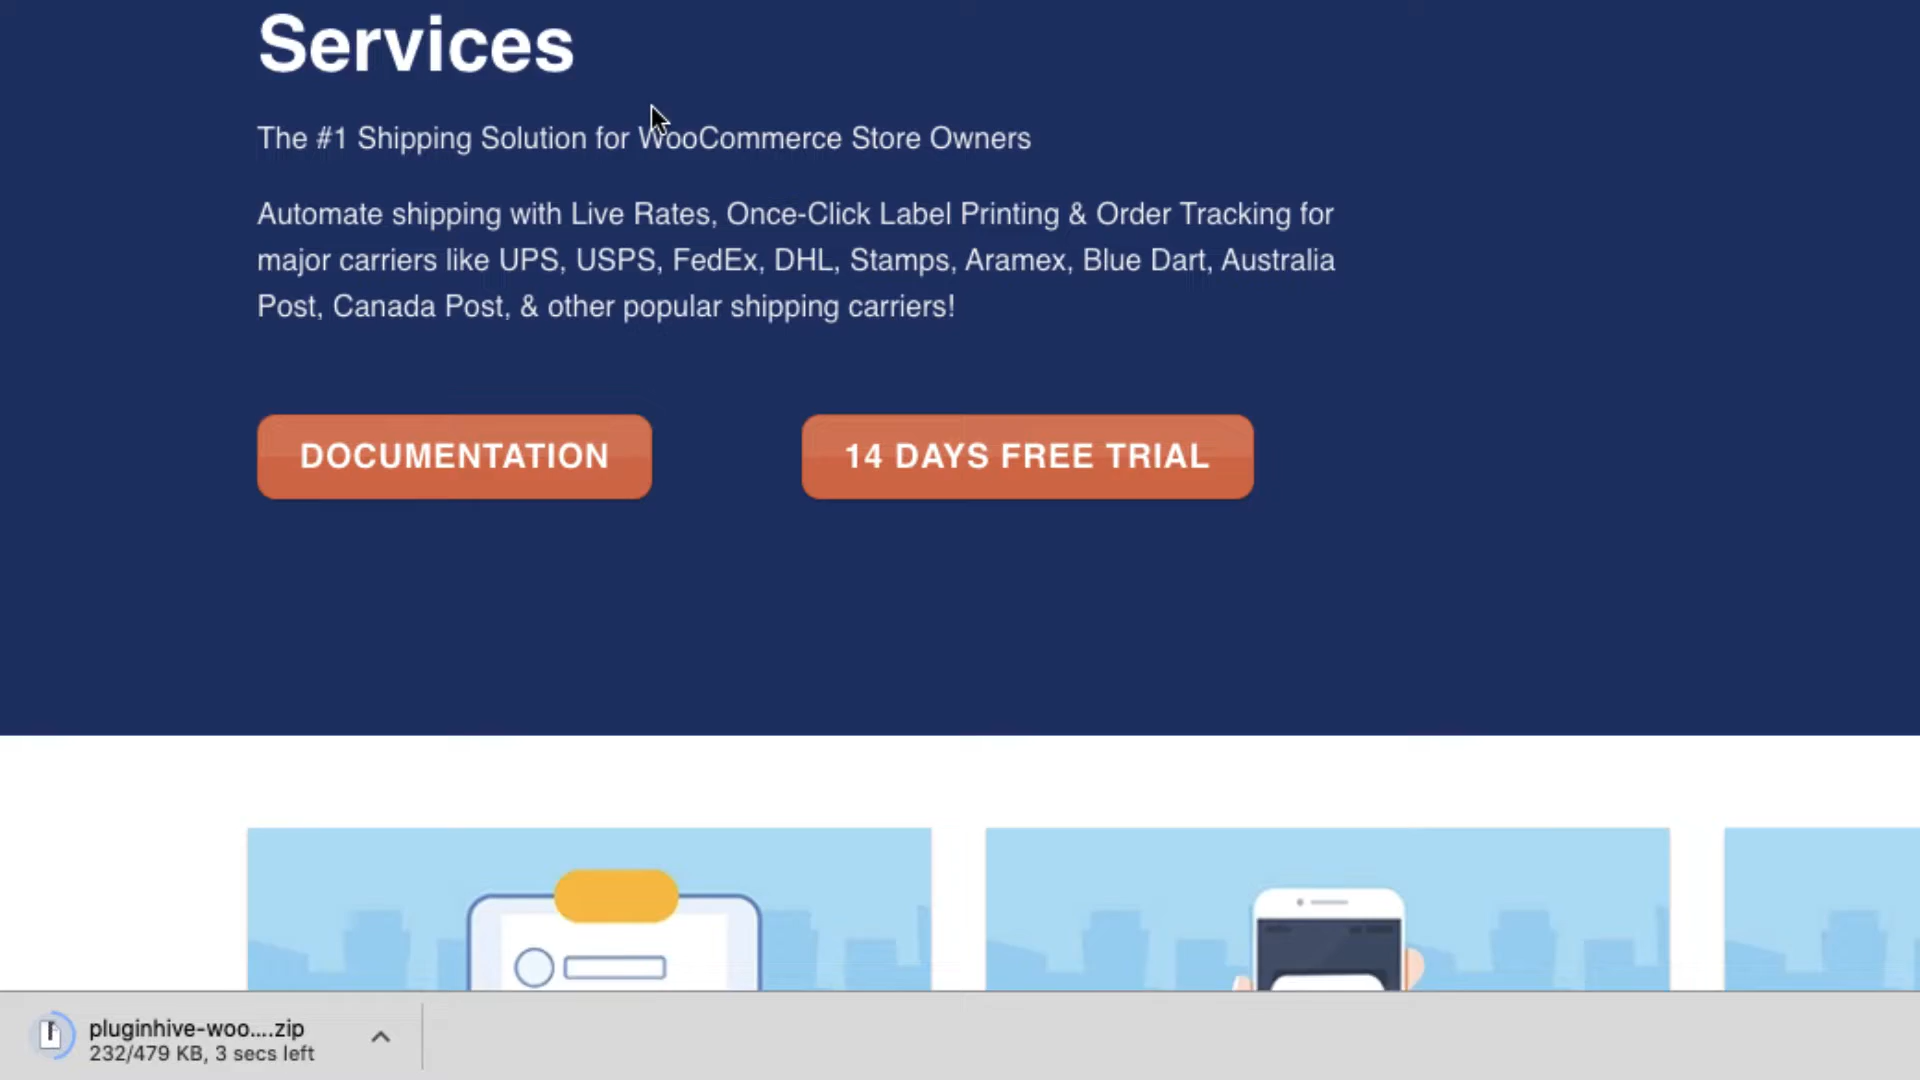 Services
The #1 Shipping Solution for WooCommerce Store Owners
Automate shipping with Live Rates, Once-Click Label Printing & Order Tracking for
major carriers like UPS, USPS, FedEx, DHL, Stamps, Aramex, Blue Dart, Australia
Post, Canada Post, & other popular shipping carriers!
DOCUMENTATION
14 DAYS FREE TRIAL
pluginhive-woo....zip
232/479 KB, 3 secs left